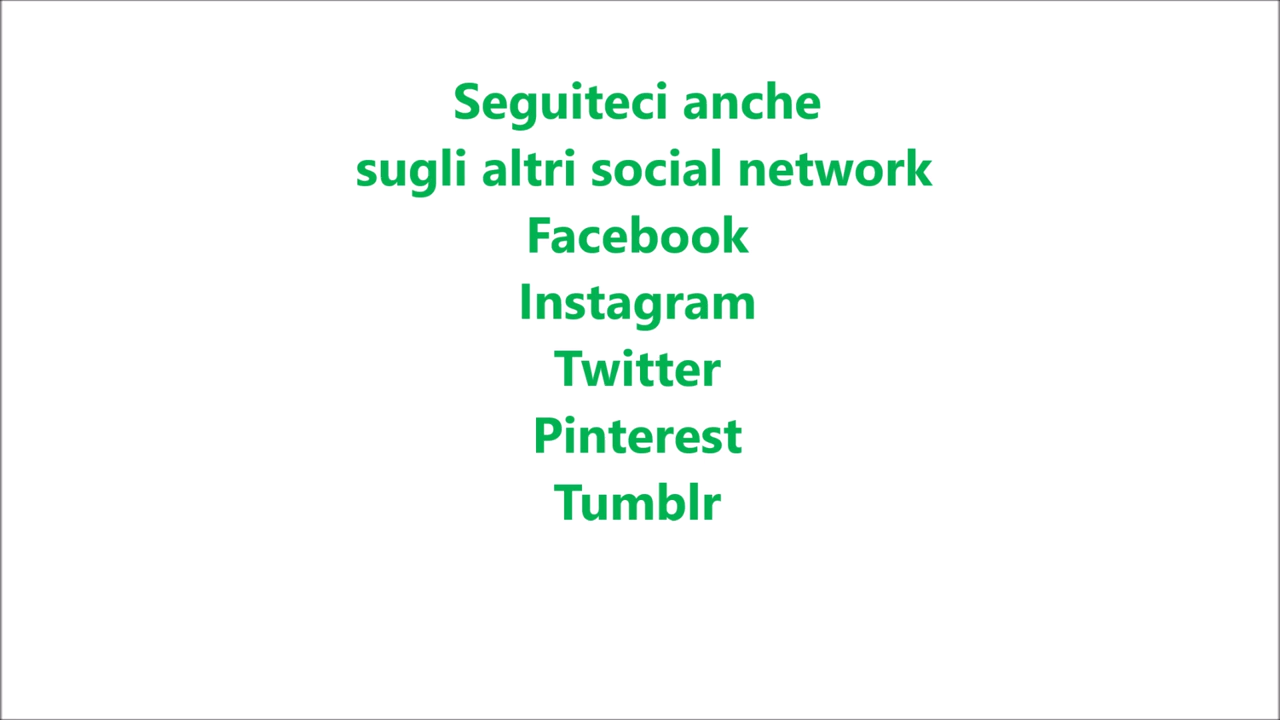 Seguiteci anche
sugli altri social network
Facebook
Instagram
Twitter
Pinterest
Tumblr